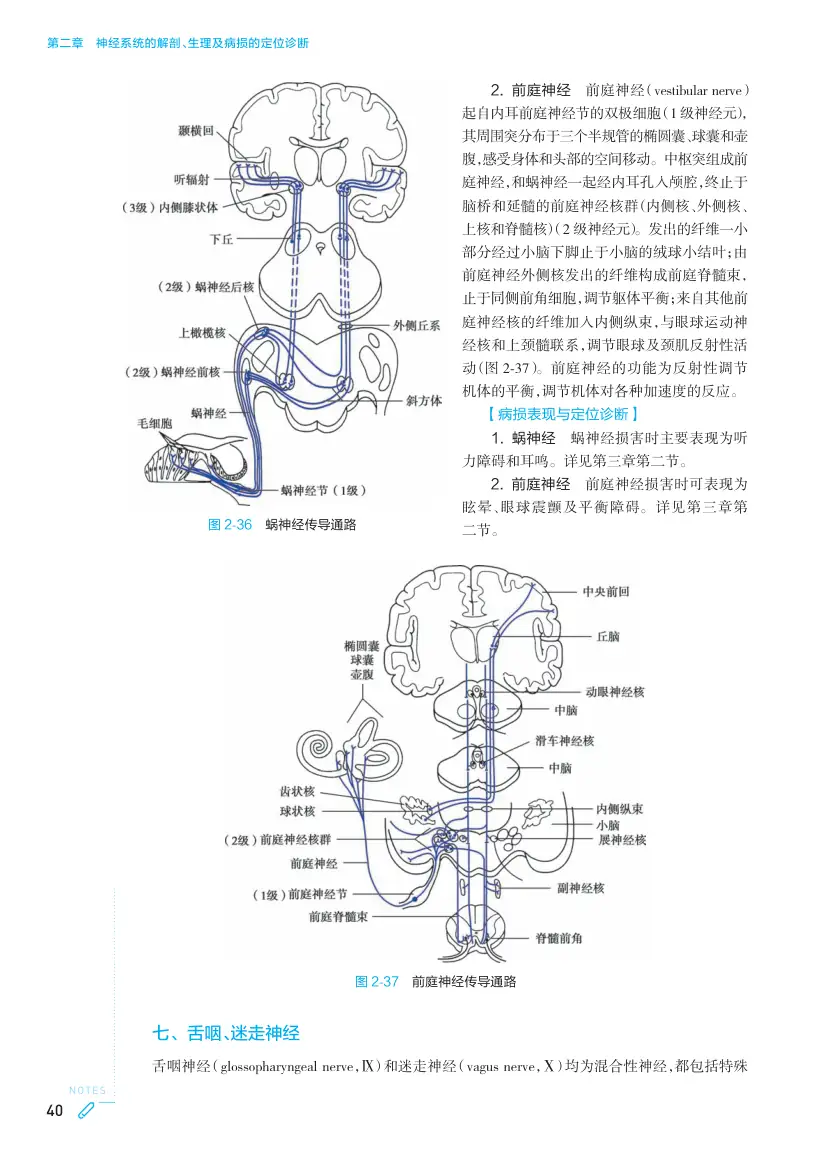 第二章 神经系统的解剖、生理及病损的定位诊断
颞横回
听辐射
（3级）内侧膝状体
下丘
（2级）蜗神经后核
外侧丘系
上橄榄核
（2级）蜗神经前核
斜方体
蜗神经
毛细胞
蜗神经节（1级）
图 2-36 蜗神经传导通路
2. 前庭神经 前庭神经（vestibular nerve）
起自内耳前庭神经节的双极细胞（1级神经元），
其周围突分布于三个半规管的椭圆囊、球囊和壶
腹，感受身体和头部的空间移动。中枢突组成前
庭神经，和蜗神经一起经内耳孔入颅腔，终止于
脑桥和延髓的前庭神经核群（内侧核、外侧核、
上核和脊髓核）（2级神经元）。发出的纤维一小
部分经过小脑下脚止于小脑的绒球小结叶；由
前庭神经外侧核发出的纤维构成前庭脊髓束，
止于同侧前角细胞，调节躯体平衡；来自其他前
庭神经核的纤维加入内侧纵束，与眼球运动神
经核和上颈髓联系，调节眼球及颈肌反射性活
动（图 2-37）。前庭神经的功能为反射性调节
机体的平衡，调节机体对各种加速度的反应。
【病损表现与定位诊断】
1. 蜗神经 蜗神经损害时主要表现为听
力障碍和耳鸣。详见第三章第二节。
2. 前庭神经 前庭神经损害时可表现为
眩晕、眼球震颤及平衡障碍。详见第三章第
二节。
中央前回
丘脑
椭圆囊
球囊
壶腹
动眼神经核
中脑
滑车神经核
中脑
齿状核
球状核
内侧纵束
小脑
展神经核
（2级）前庭神经核群
前庭神经
（1级）前庭神经节
副神经核
前庭脊髓束
脊髓前角
图 2-37 前庭神经传导通路
七、舌咽、迷走神经
舌咽神经（glossopharyngeal nerve，Ⅸ）和迷走神经（vagus nerve，Ⅹ）均为混合性神经，都包括特殊
NOTES
40